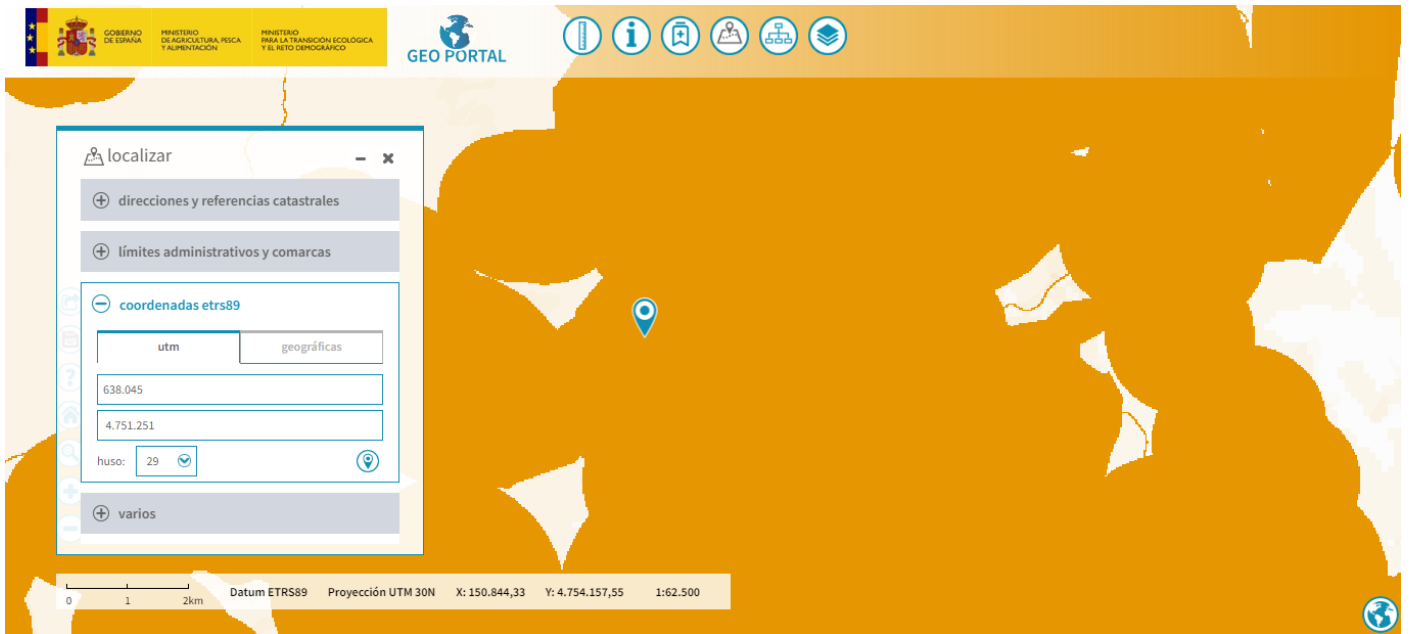 GOBIERNO
DE ESPAÑA
MINISTERIO
DE AGRICULTURA, PESCA
Y ALIMENTACIÓN
MINISTERIO
PARA LA TRANSICIÓN ECOLÓGICA
Y EL RETO DEMOGRÁFICO
GEO PORTAL
localizar
direcciones y referencias catastrales
límites administrativos y comarcas
coordenadas etrs89
utm geográficas
638.045
4.751.251
huso: 29
varios
0 1 2km
Datum ETRS89 Proyección UTM 30N X: 150.844,33 Y: 4.754.157,55 1:62.500